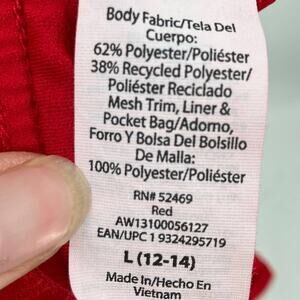 Body Fabric/Tela Del
Cuerpo:
62% Polyester/Poliéster
38% Recycled Polyester/
Poliéster Reciclado
Mesh Trim, Liner &
Pocket Bag/Adorno,
Forro Y Bolsa Del Bolsillo
De Malla:
100% Polyester/Poliéster
RN# 52469
Red
AW13100056127
EAN/UPC 1 9324295719
L (12-14)
Made in/Hecho En
Vietnam